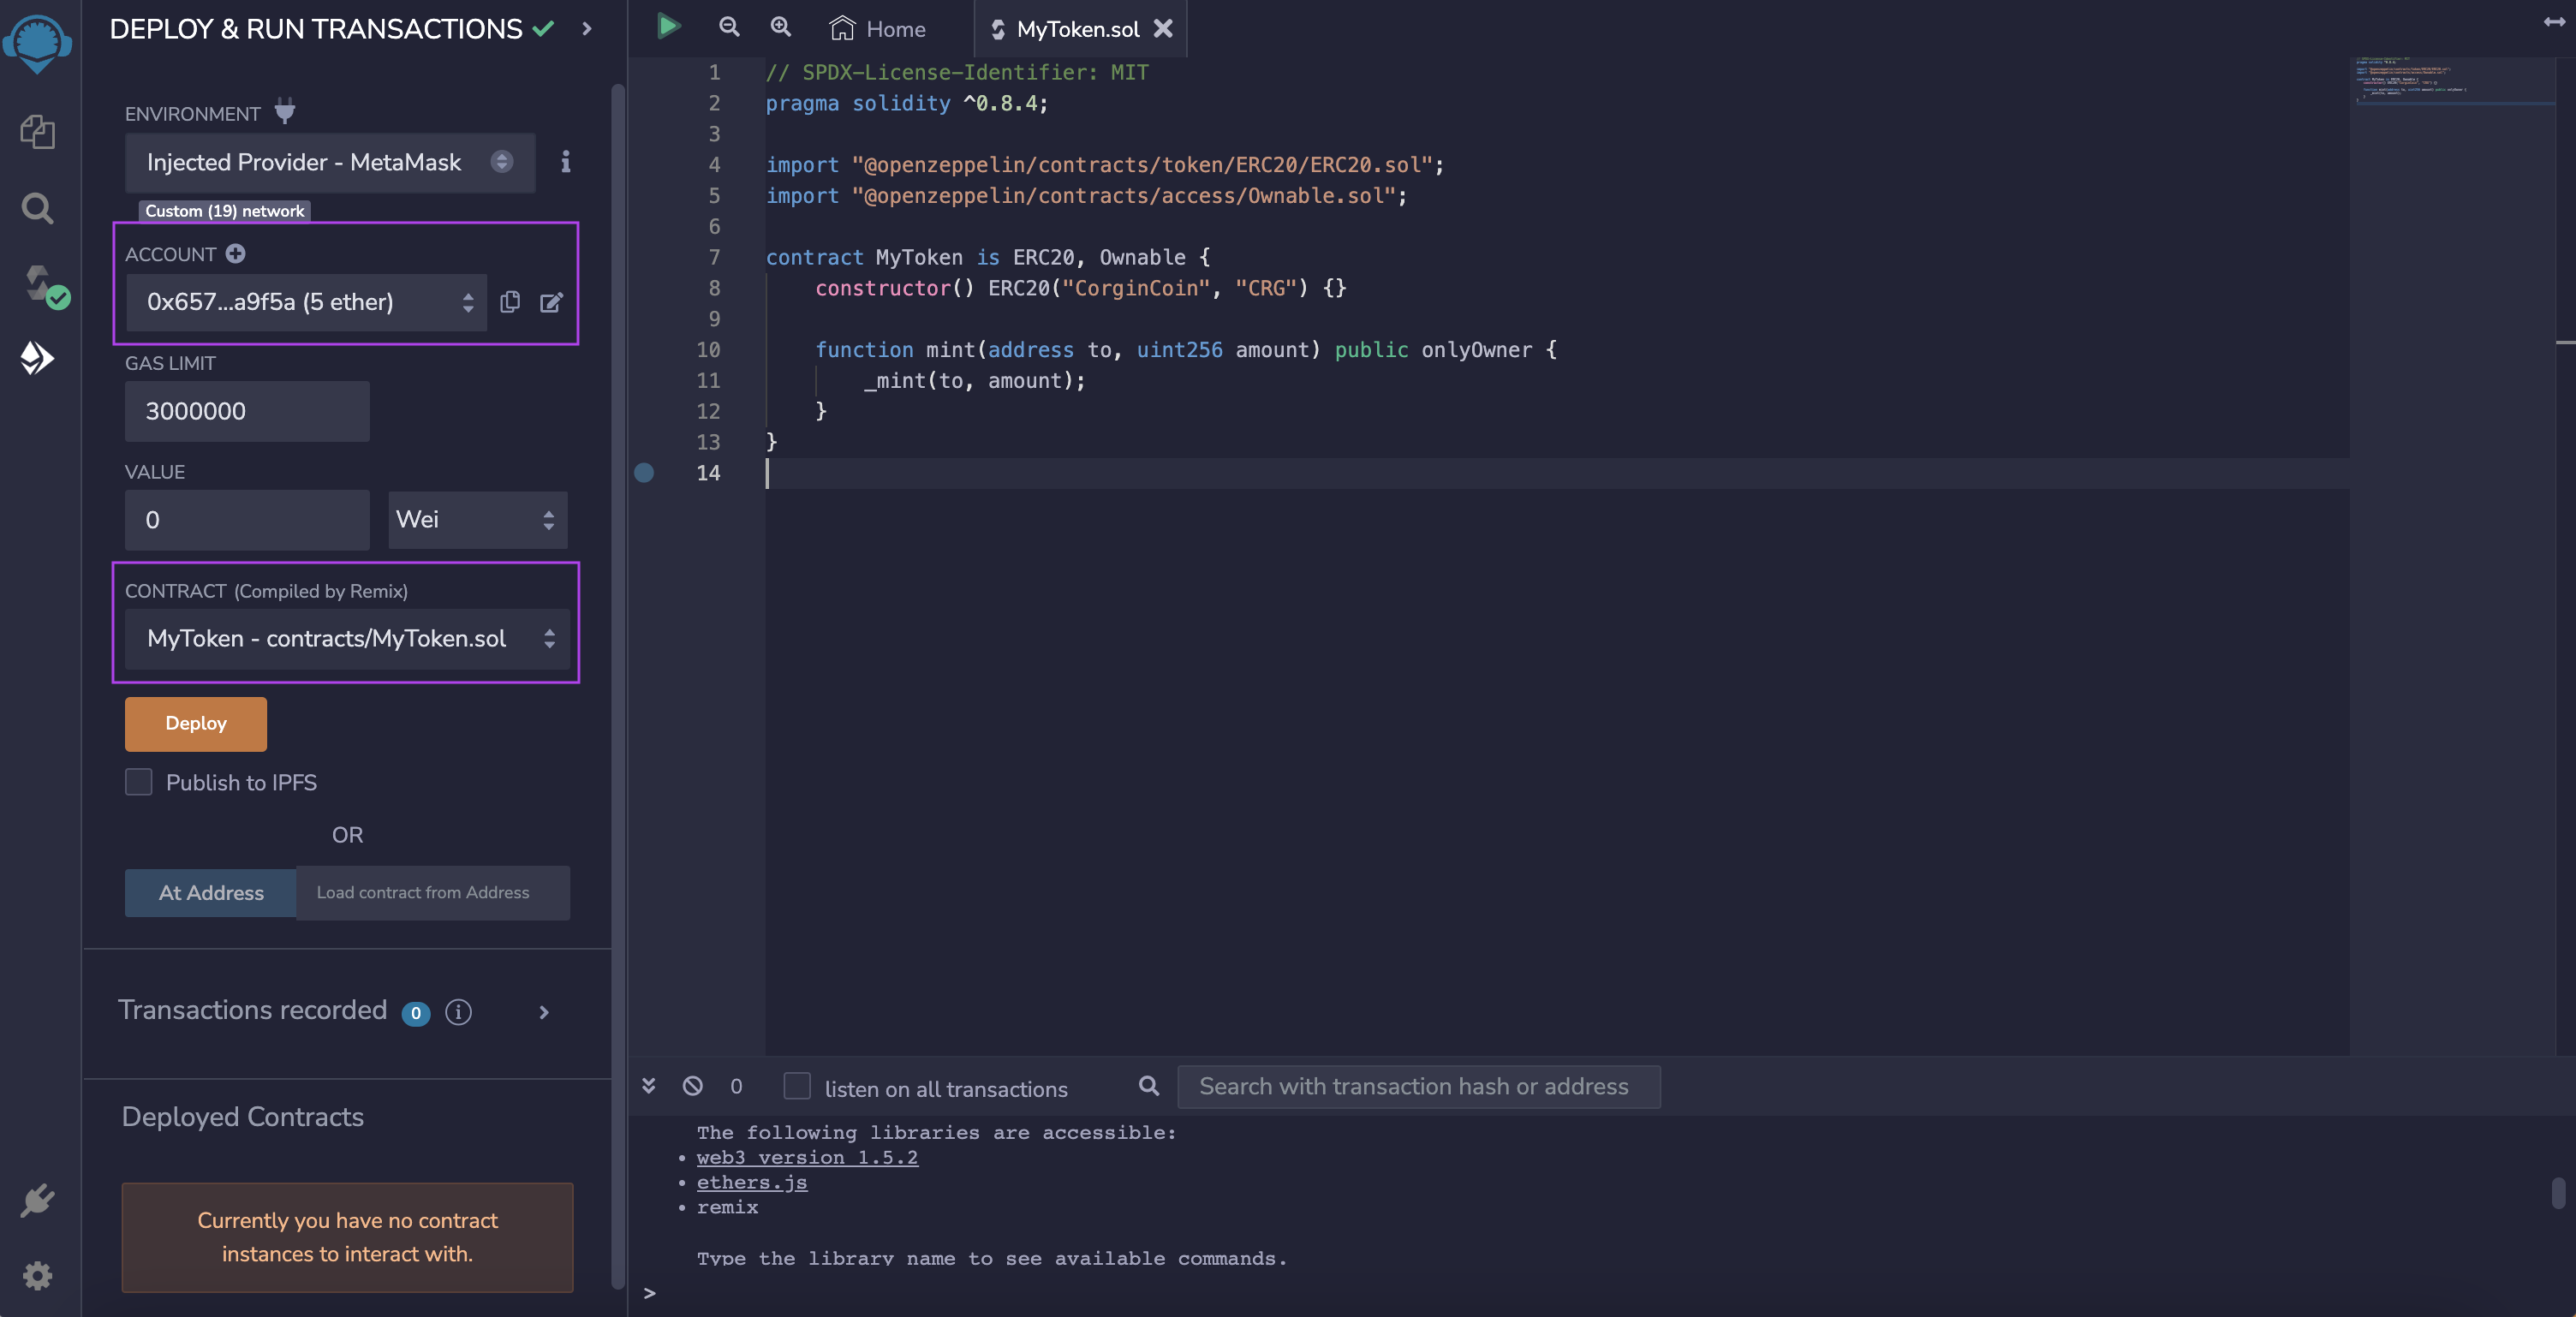 DEPLOY & RUN TRANSACTIONS
ENVIRONMENT
Injected Provider - MetaMask
Custom (19) network
ACCOUNT
0x657...a9f5a (5 ether)
GAS LIMIT
3000000
VALUE
0 Wei
CONTRACT (Compiled by Remix)
MyToken - contracts/MyToken.sol
Deploy
Publish to IPFS
OR
At Address Load contract from Address
Transactions recorded 0
Deployed Contracts
Currently you have no contract
instances to interact with.
Home MyToken.sol
1 // SPDX-License-Identifier: MIT
2 pragma solidity ^0.8.4;
3
4 import "@openzeppelin/contracts/token/ERC20/ERC20.sol";
5 import "@openzeppelin/contracts/access/Ownable.sol";
6
7 contract MyToken is ERC20, Ownable {
8 constructor() ERC20("CorginCoin", "CRG") {}
9
10 function mint(address to, uint256 amount) public onlyOwner {
11 _mint(to, amount);
12 }
13 }
14
0 listen on all transactions Search with transaction hash or address
The following libraries are accessible:
• web3 version 1.5.2
• ethers.js
• remix
Type the library name to see available commands.
>